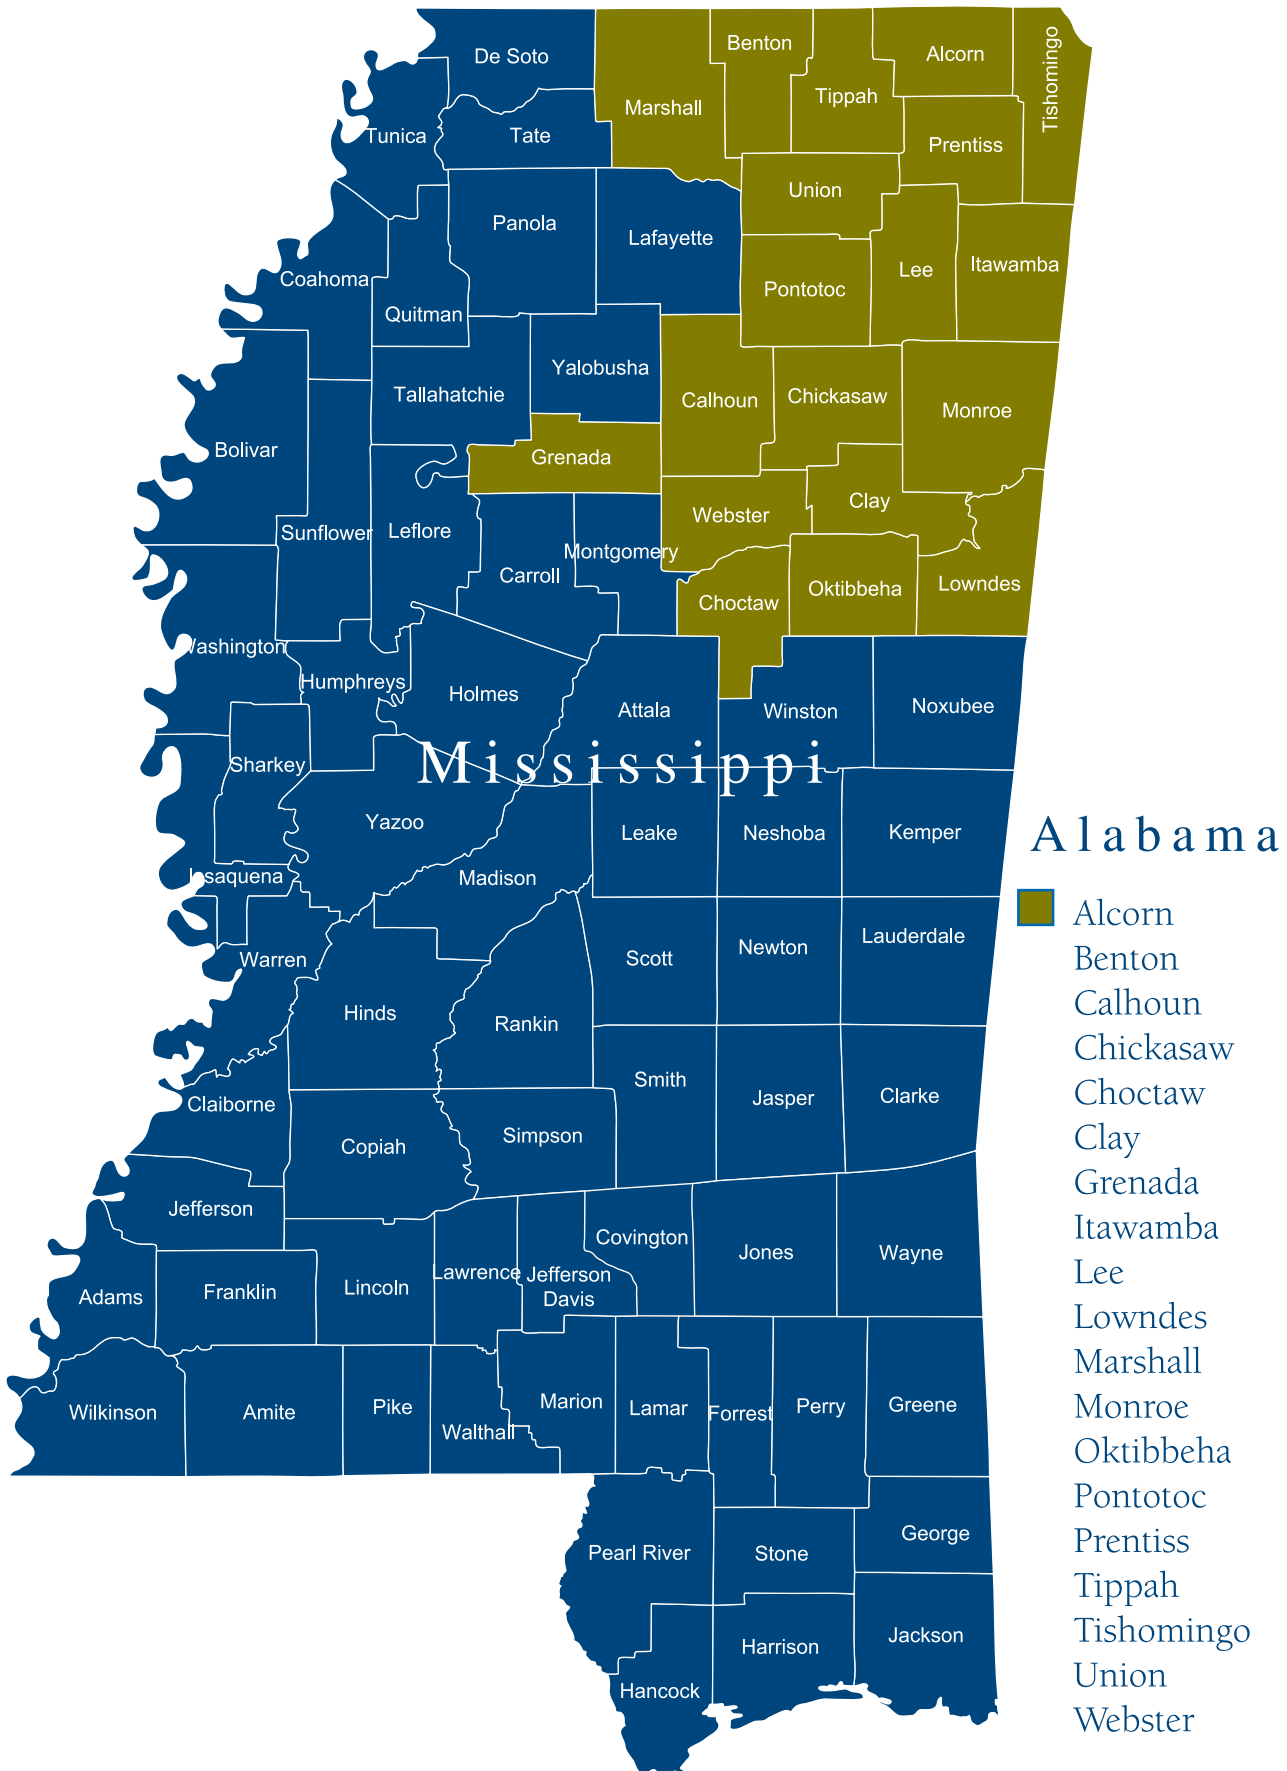 De Soto
Benton
Alcorn
Tishomingo
Marshall
Tippah
Tunica
Tate
Prentiss
Union
Panola
Lafayette
Coahoma
Lee
Itawamba
Pontotoc
Quitman
Yalobusha
Tallahatchie
Calhoun
Chickasaw
Monroe
Bolivar
Grenada
Clay
Webster
Sunflower
Leflore
Montgomery
Carroll
Choctaw
Oktibbeha
Lowndes
Washington
Humphreys
Holmes
Attala
Winston
Noxubee
Mississippi
Sharkey
Yazoo
Leake
Neshoba
Kemper
Issaquena
Madison
Warren
Scott
Newton
Lauderdale
Hinds
Rankin
Smith
Jasper
Clarke
Claiborne
Copiah
Simpson
Jefferson
Covington
Jones
Wayne
Adams
Franklin
Lincoln
Lawrence
Jefferson
Davis
Wilkinson
Amite
Pike
Walthall
Marion
Lamar
Forrest
Perry
Greene
Pearl River
Stone
George
Harrison
Jackson
Hancock
Alabama
Alcorn
Benton
Calhoun
Chickasaw
Choctaw
Clay
Grenada
Itawamba
Lee
Lowndes
Marshall
Monroe
Oktibbeha
Pontotoc
Prentiss
Tippah
Tishomingo
Union
Webster